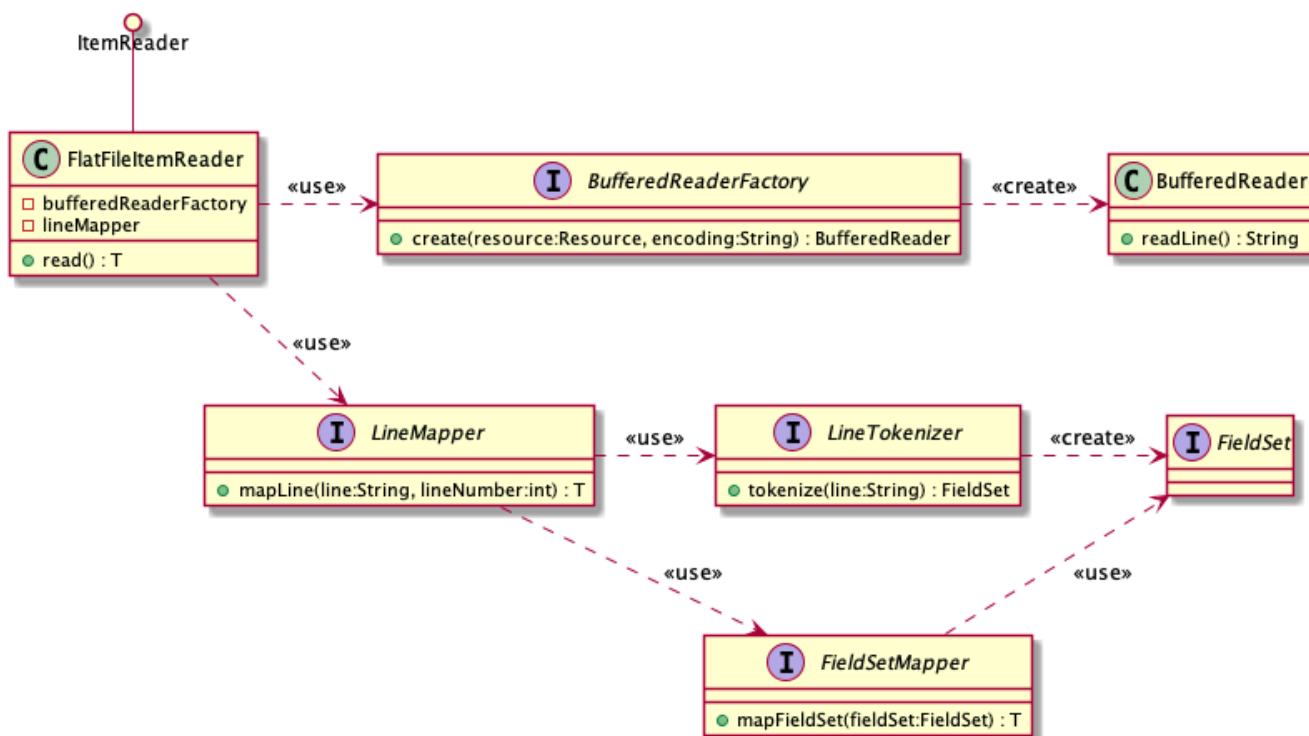 ItemReader
C FlatFileItemReader
bufferedReaderFactory
lineMapper
read() : T
«use»
I BufferedReaderFactory
create(resource:Resource, encoding:String) : BufferedReader
«create»
C BufferedReader
readLine() : String
«use»
I LineMapper
mapLine(line:String, lineNumber:int) : T
«use»
I LineTokenizer
tokenize(line:String) : FieldSet
«create»
I FieldSet
«use»
«use»
I FieldSetMapper
mapFieldSet(fieldSet:FieldSet) : T